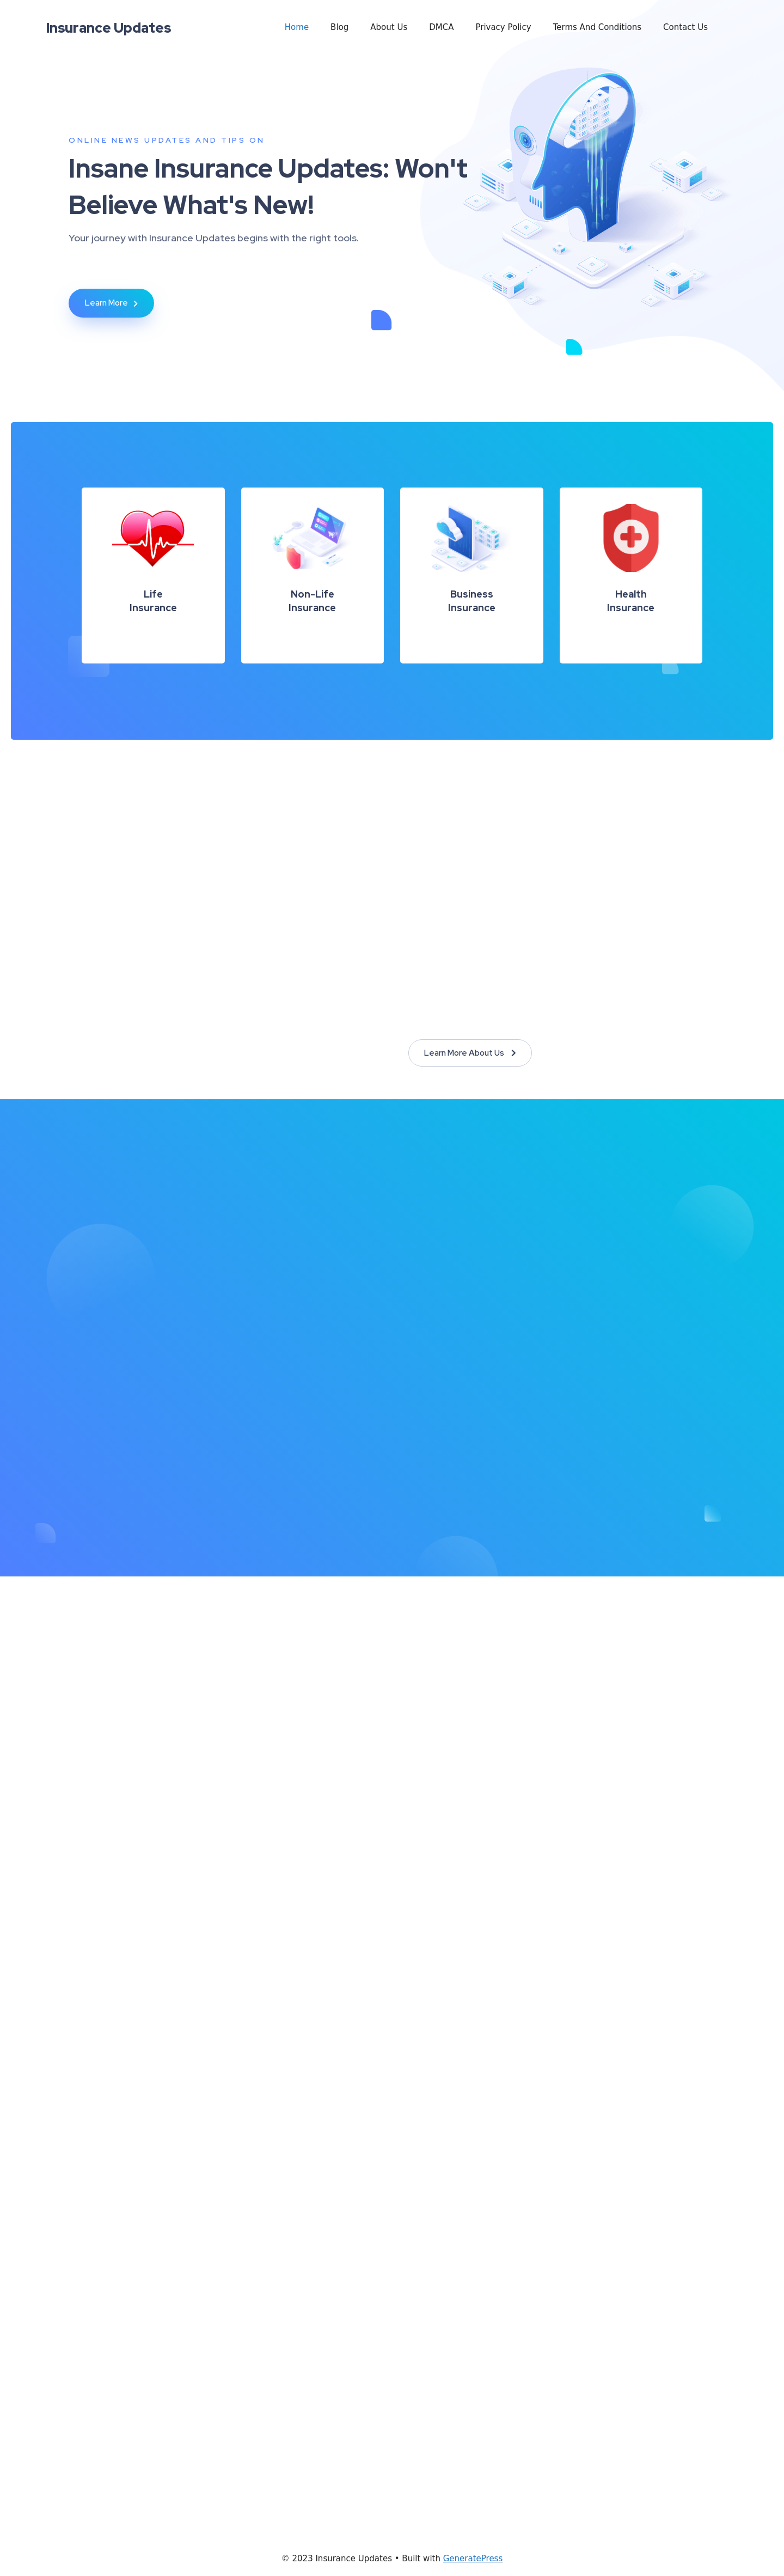 Insurance Updates
Home Blog About Us DMCA Privacy Policy Terms And Conditions Contact Us
ONLINE NEWS UPDATES AND TIPS ON
Insane Insurance Updates: Won't
Believe What's New!
Your journey with Insurance Updates begins with the right tools.
Learn More
Life
Insurance
Non-Life
Insurance
Business
Insurance
Health
Insurance
Learn More About Us
© 2023 Insurance Updates • Built with GeneratePress